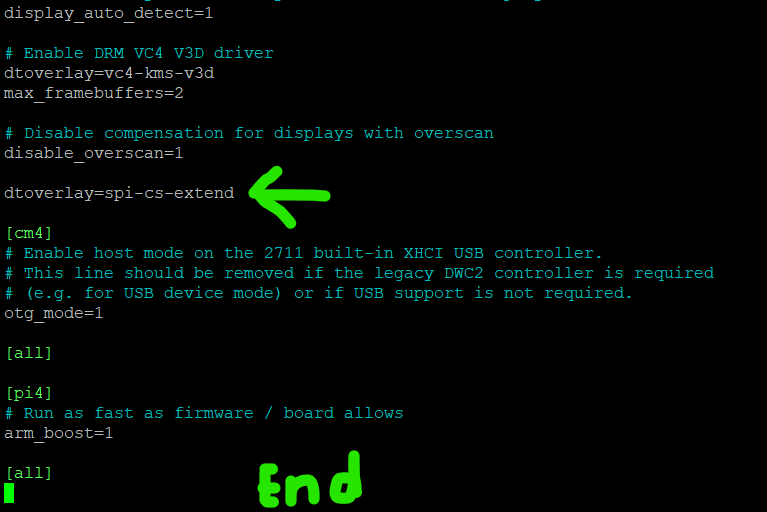 display_auto_detect=1
# Enable DRM VC4 V3D driver
dtoverlay=vc4-kms-v3d
max_framebuffers=2
# Disable compensation for displays with overscan
disable_overscan=1
dtoverlay=spi-cs-extend
[cm4]
# Enable host mode on the 2711 built-in XHCI USB controller.
# This line should be removed if the legacy DWC2 controller is required
# (e.g. for USB device mode) or if USB support is not required.
otg_mode=1
[all]
[pi4]
# Run as fast as firmware / board allows
arm_boost=1
[all]
End